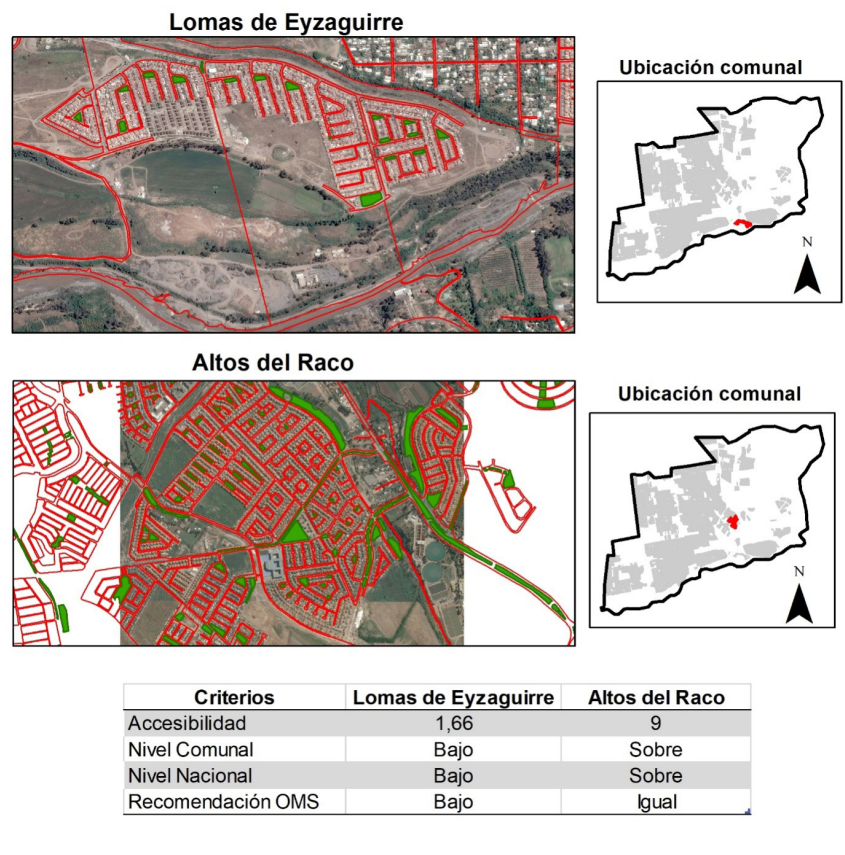 Lomas de Eyzaguirre
Ubicación comunal
N
Altos del Raco
Ubicación comunal
N
Criterios Lomas de Eyzaguirre Altos del Raco
Accesibilidad 1,66 9
Nivel Comunal Bajo Sobre
Nivel Nacional Bajo Sobre
Recomendación OMS Bajo Igual